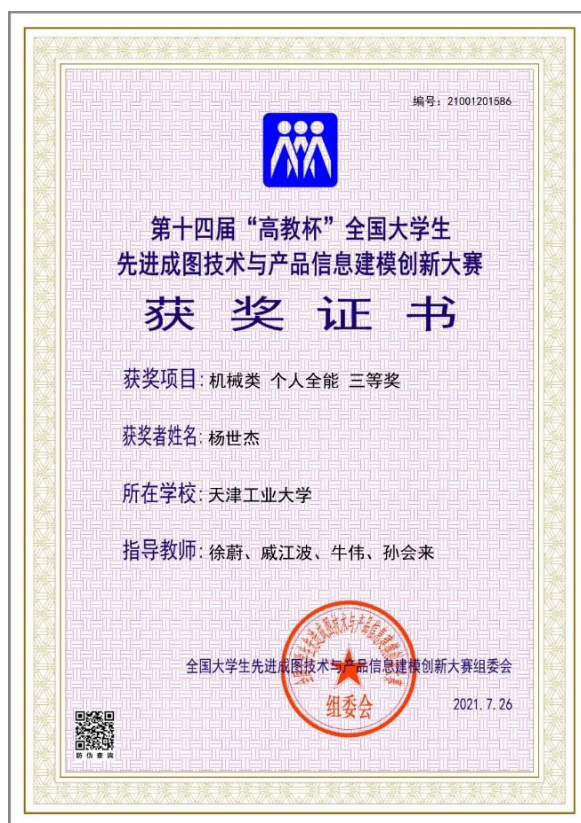 编号：21001201586
第十四届“高教杯”全国大学生
先进成图技术与产品信息建模创新大赛
获奖证书
获奖项目：机械类 个人全能 三等奖
获奖者姓名：杨世杰
所在学校：天津工业大学
指导教师：徐蔚、戚江波、牛伟、孙会来
全国大学生先进成图技术与产品信息建模创新大赛组委会
组委会
2021.7.26
防伪查询